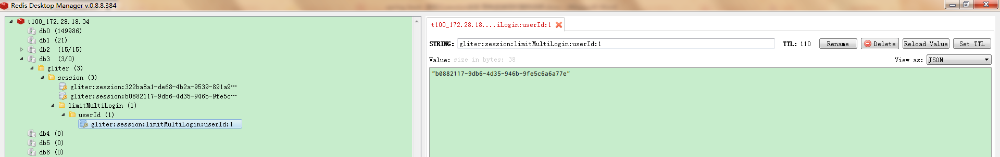 Redis Desktop Manager v.0.8.8.384
t100_172.28.18.34
db0 (149986)
db1 (21)
db2 (15/15)
db3 (3/0)
gliter (3)
session (3)
gliter:session:322ba8a1-de68-4b2a-9539-891a9…
gliter:session:b0882117-9db6-4d35-946b-9fe5c…
limitMultiLogin (1)
userId (1)
gliter:session:limitMultiLogin:userId:1
db4 (0)
db5 (0)
db6 (0)
t100_172.28.18....iLogin:userId:1
STRING: gliter:session:limitMultiLogin:userId:1 TTL: 110 Rename Delete Reload Value Set TTL
Value: size in bytes: 38 View as: JSON
"b0882117-9db6-4d35-946b-9fe5c6a6a77e"